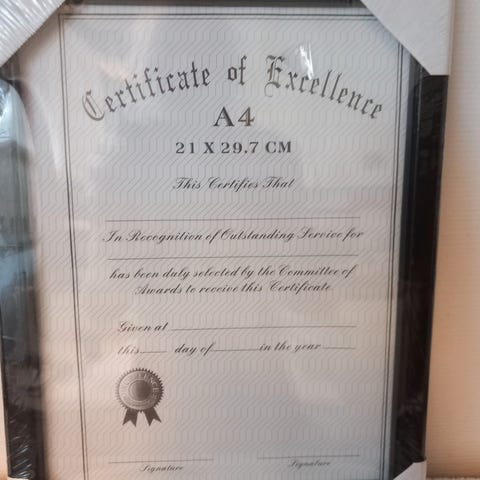 Certificate of Excellence
A4
21 X 29.7 CM
This Certifies That
In Recognition of Outstanding Service for
has been duly selected by the Committee of
Awards to receive this Certificate
Given at
this day of in the year
Signature Signature